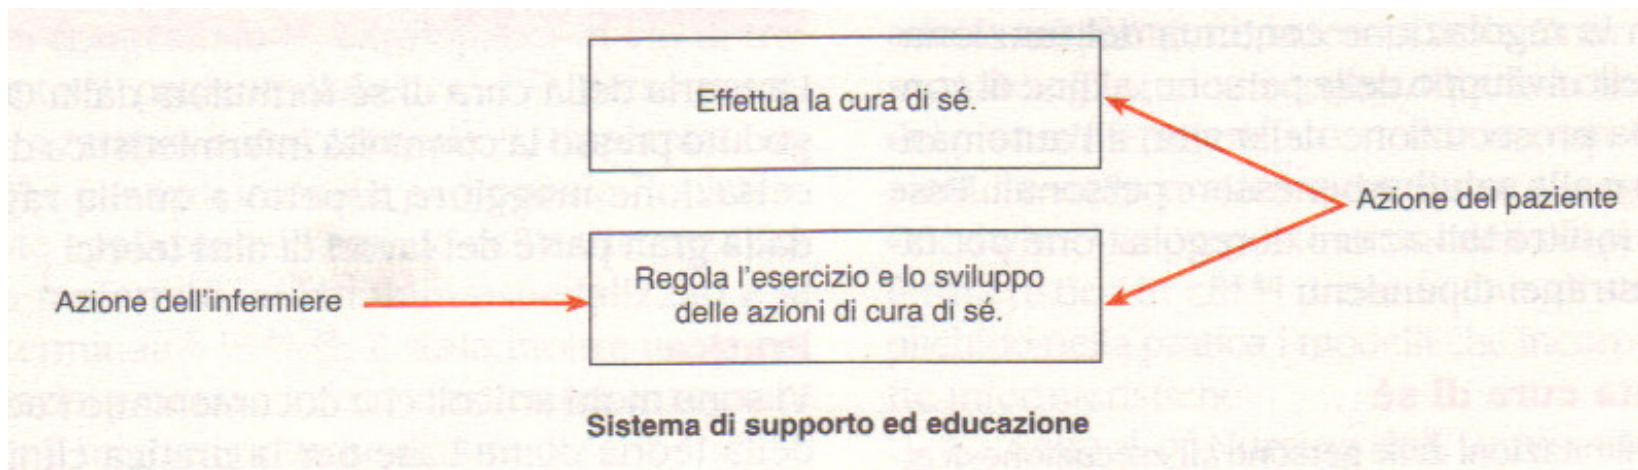 Effettua la cura di sé.
Azione del paziente
Regola l'esercizio e lo sviluppo
delle azioni di cura di sé.
Azione dell'infermiere
Sistema di supporto ed educazione